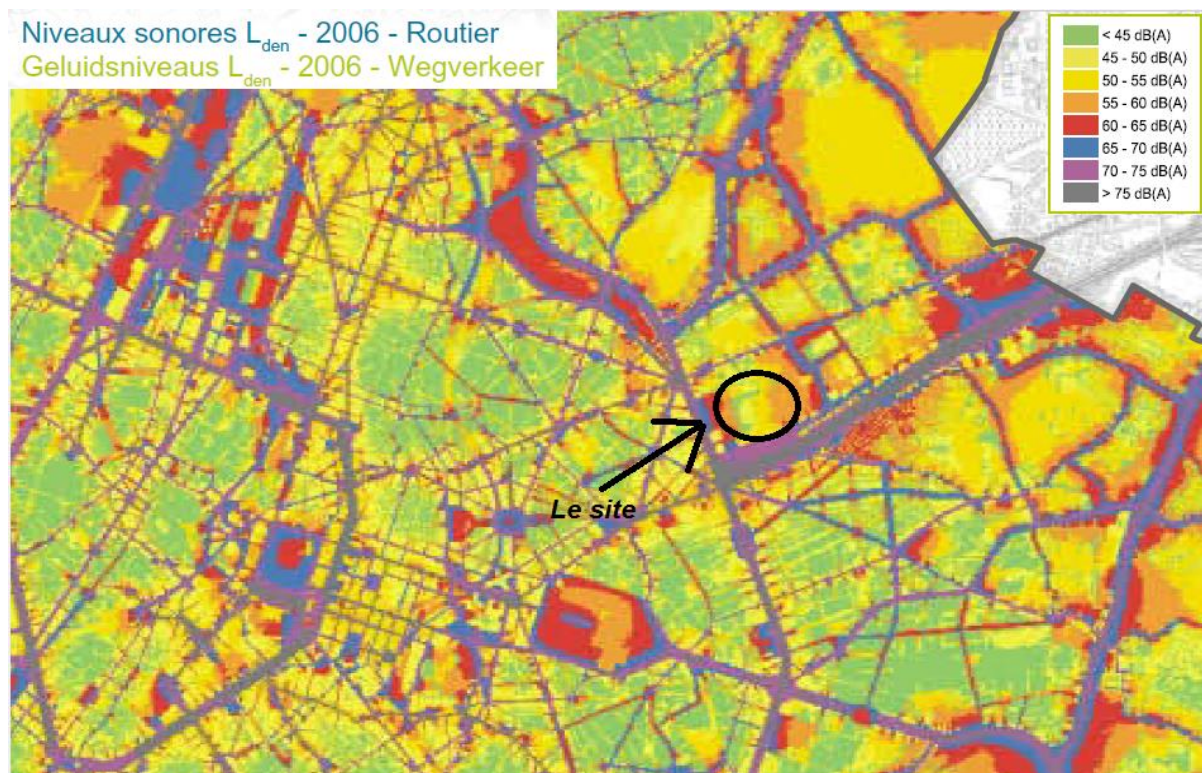 Niveaux sonores Lden - 2006 - Routier
Geluidsniveaus Lden - 2006 - Wegverkeer
< 45 dB(A)
45 - 50 dB(A)
50 - 55 dB(A)
55 - 60 dB(A)
60 - 65 dB(A)
65 - 70 dB(A)
70 - 75 dB(A)
> 75 dB(A)
Le site